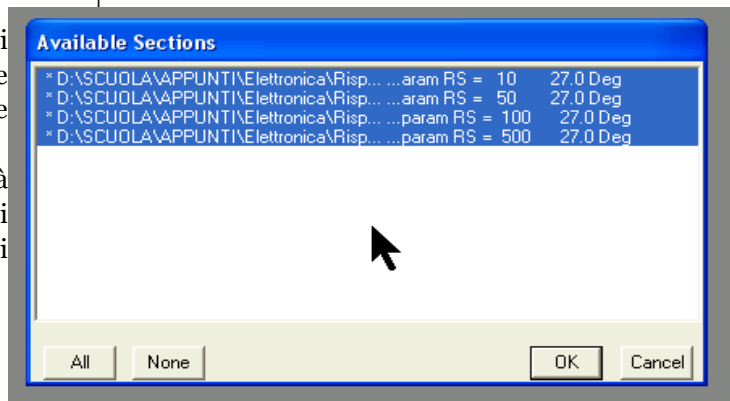 i
e
e
à
i
i
Available Sections
* D:\SCUOLA\APPUNTI\Elettronica\Risp... ...aram RS = 10 27.0 Deg
* D:\SCUOLA\APPUNTI\Elettronica\Risp... ...aram RS = 50 27.0 Deg
* D:\SCUOLA\APPUNTI\Elettronica\Risp... ...param RS = 100 27.0 Deg
* D:\SCUOLA\APPUNTI\Elettronica\Risp... ...param RS = 500 27.0 Deg
All None OK Cancel